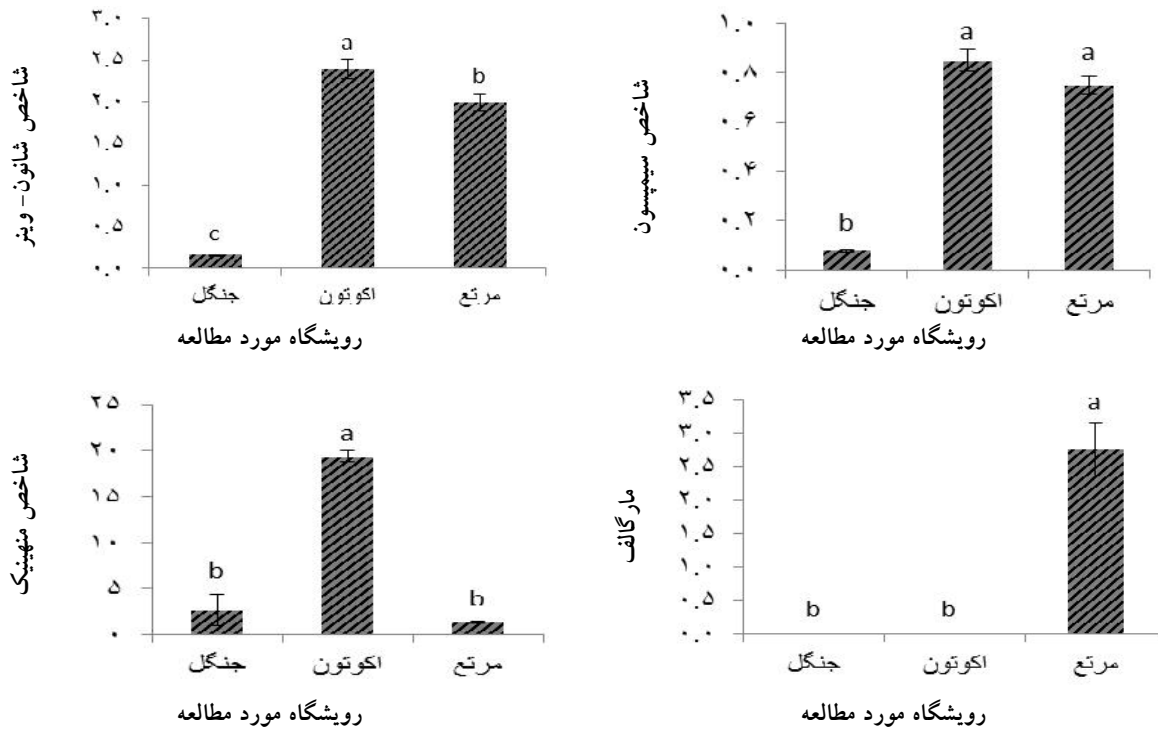 شاخص شانون- وینر
۳.۰
۲.۵
۲.۰
۱.۵
۱.۰
۰.۵
۰.۰
c
a
b
جنگل
اکوتون
مرتع
رویشگاه مورد مطالعه
شاخص سیمپسون
۱.۰
۰.۸
۰.۶
۰.۴
۰.۲
۰.۰
b
a
a
جنگل
اکوتون
مرتع
رویشگاه مورد مطالعه
شاخص منهینیک
۲۵
۲۰
۱۵
۱۰
۵
۰
b
a
b
جنگل
اکوتون
مرتع
رویشگاه مورد مطالعه
مارگالف
۳.۵
۳.۰
۲.۵
۲.۰
۱.۵
۱.۰
۰.۵
۰.۰
b
b
a
جنگل
اکوتون
مرتع
رویشگاه مورد مطالعه